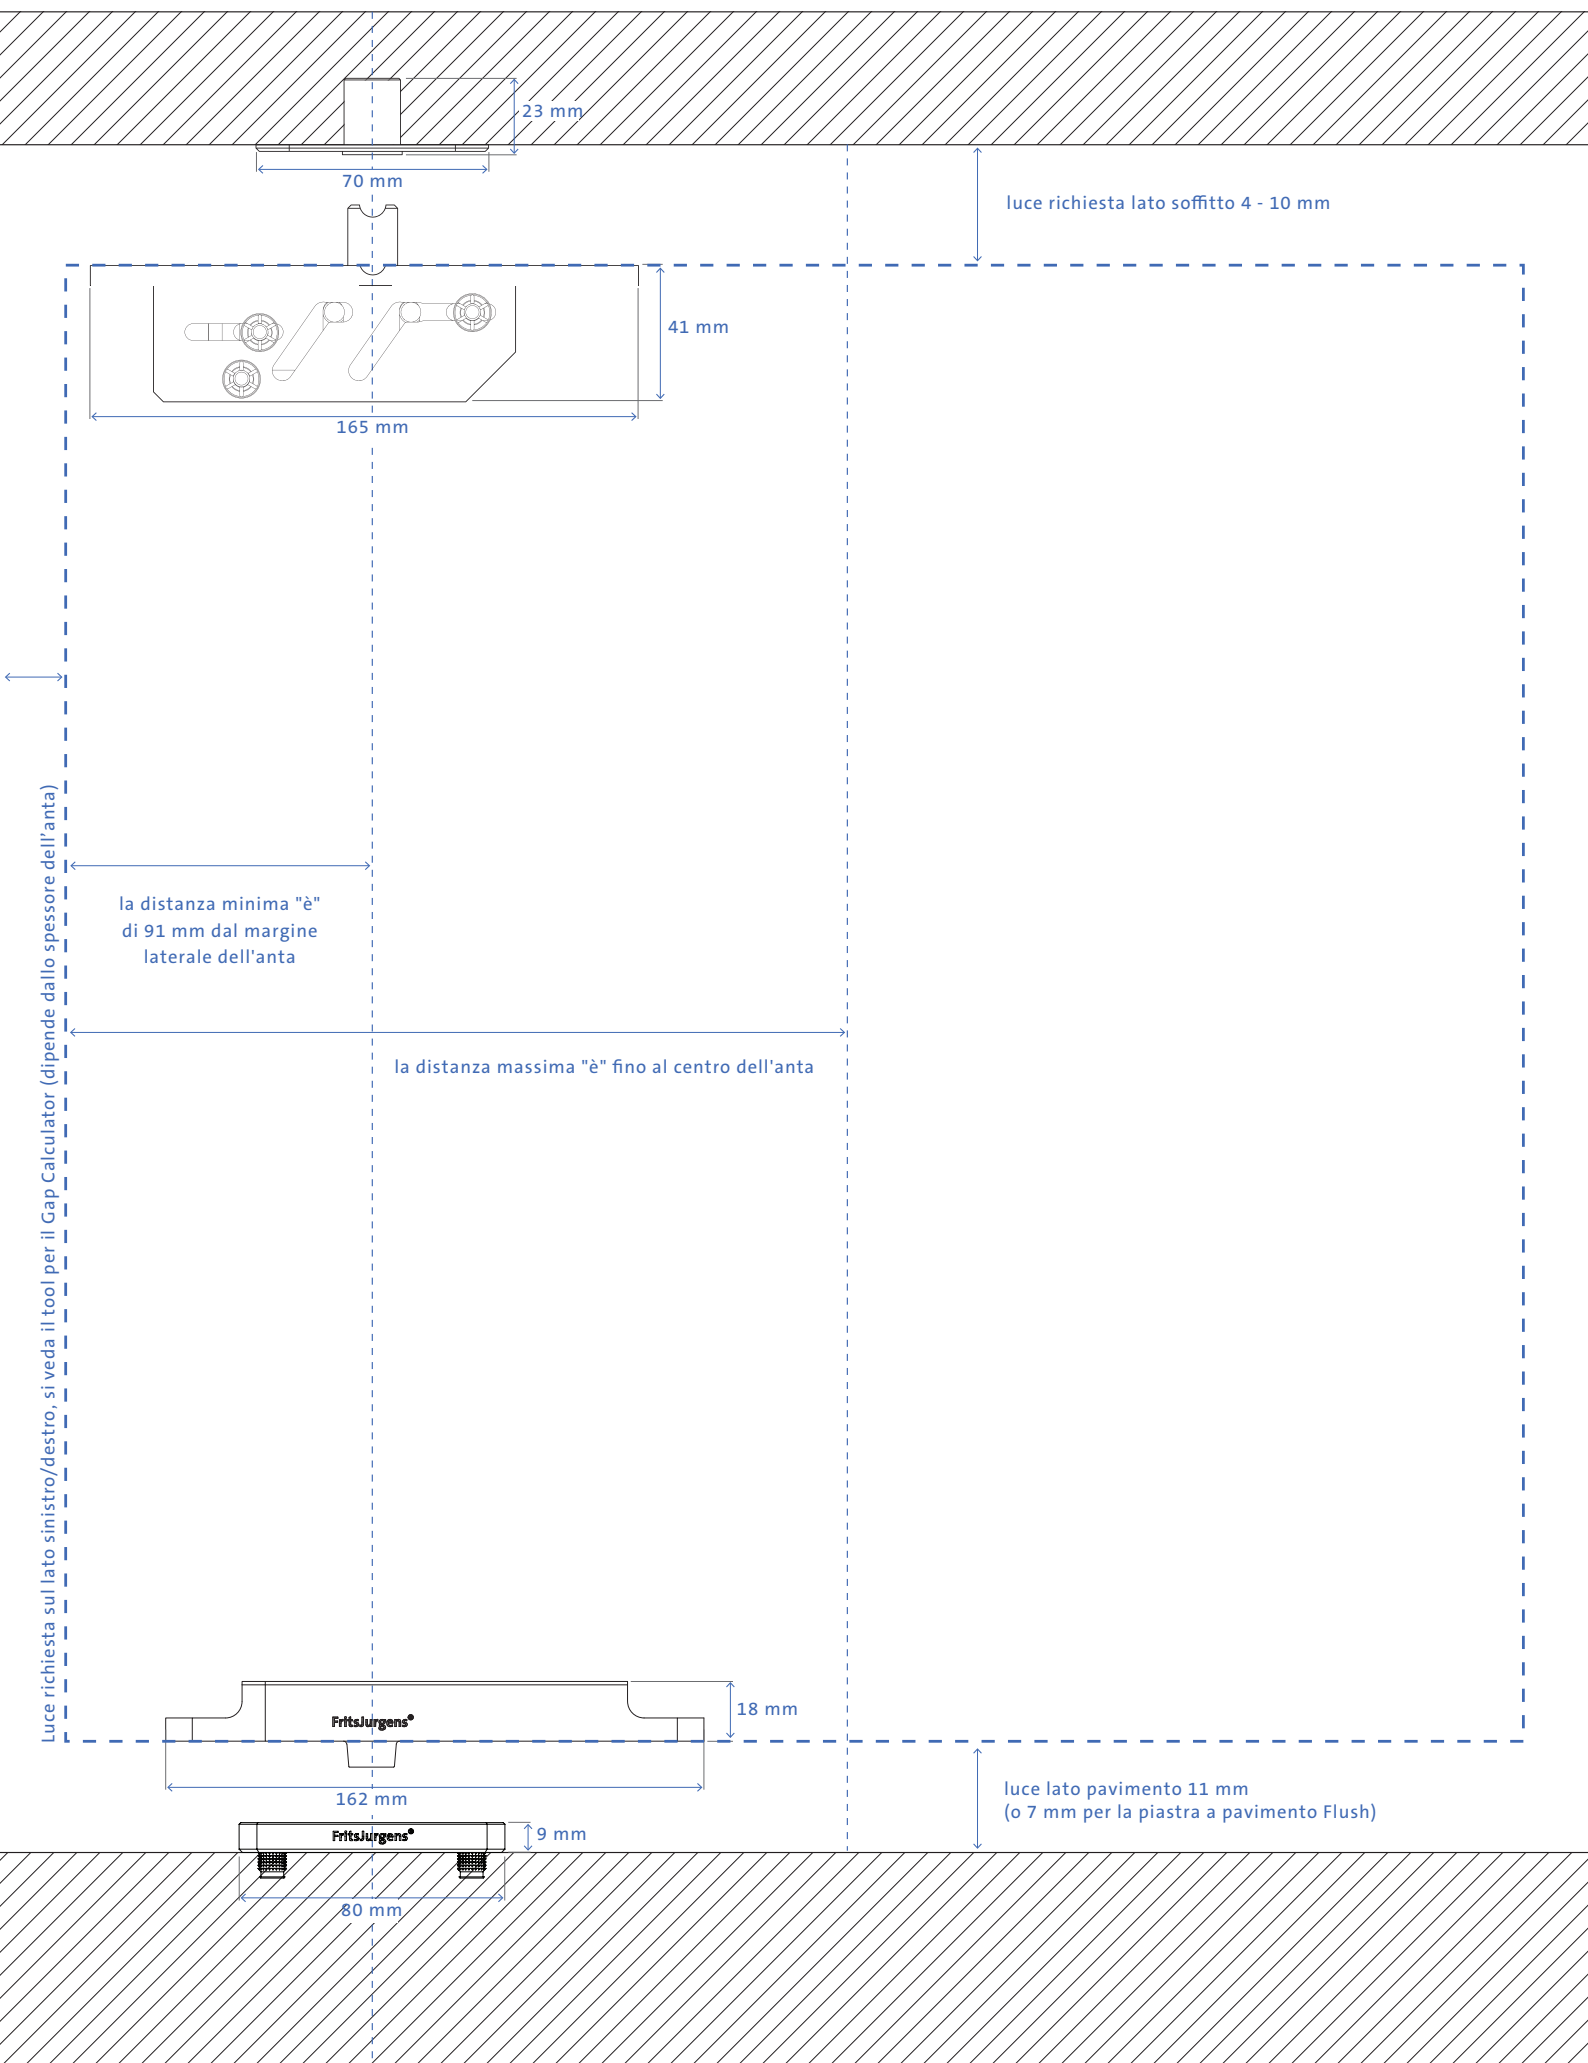 23 mm
70 mm
luce richiesta lato soffitto 4 - 10 mm
41 mm
165 mm
la distanza minima "è"
di 91 mm dal margine
laterale dell'anta
la distanza massima "è" fino al centro dell'anta
Luce richiesta sul lato sinistro/destro, si veda il tool per il Gap Calculator (dipende dallo spessore dell'anta)
18 mm
FritsJurgens®
162 mm
luce lato pavimento 11 mm
(o 7 mm per la piastra a pavimento Flush)
FritsJurgens®
9 mm
80 mm